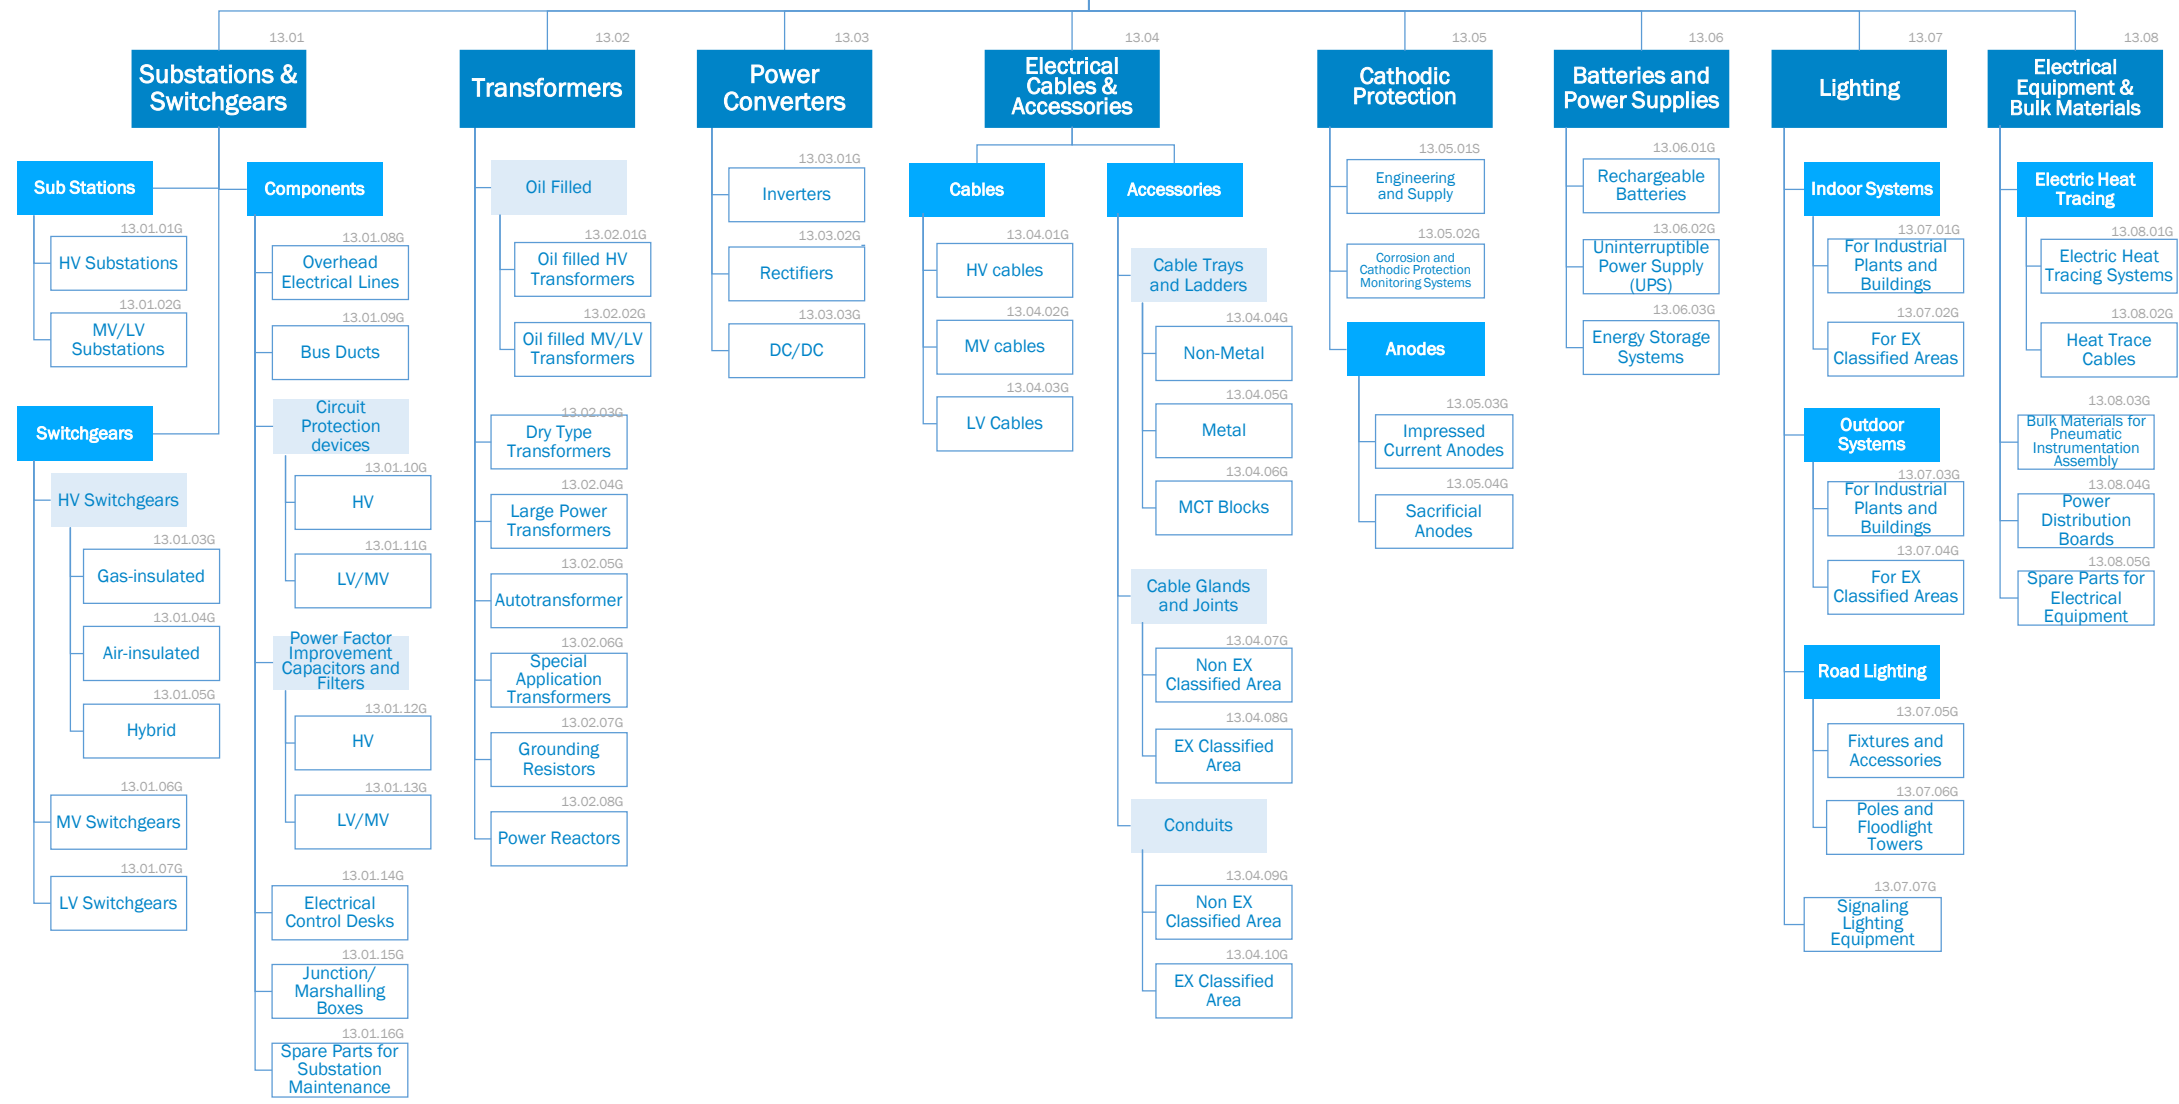 13.01
Substations &
Switchgears
Sub Stations
13.01.01G
HV Substations
13.01.02G
MV/LV
Substations
Switchgears
HV Switchgears
13.01.03G
Gas-insulated
13.01.04G
Air-insulated
13.01.05G
Hybrid
13.01.06G
MV Switchgears
13.01.07G
LV Switchgears
Components
13.01.08G
Overhead
Electrical Lines
13.01.09G
Bus Ducts
Circuit
Protection
devices
13.01.10G
HV
13.01.11G
LV/MV
Power Factor
Improvement
Capacitors and
Filters
13.01.12G
HV
13.01.13G
LV/MV
13.01.14G
Electrical
Control Desks
13.01.15G
Junction/
Marshalling
Boxes
13.01.16G
Spare Parts for
Substation
Maintenance
13.02
Transformers
Oil Filled
13.02.01G
Oil filled HV
Transformers
13.02.02G
Oil filled MV/LV
Transformers
13.02.03G
Dry Type
Transformers
13.02.04G
Large Power
Transformers
13.02.05G
Autotransformer
13.02.06G
Special
Application
Transformers
13.02.07G
Grounding
Resistors
13.02.08G
Power Reactors
13.03
Power
Converters
13.03.01G
Inverters
13.03.02G
Rectifiers
13.03.03G
DC/DC
13.04
Electrical
Cables &
Accessories
Cables
13.04.01G
HV cables
13.04.02G
MV cables
13.04.03G
LV Cables
Accessories
Cable Trays
and Ladders
13.04.04G
Non-Metal
13.04.05G
Metal
13.04.06G
MCT Blocks
Cable Glands
and Joints
13.04.07G
Non EX
Classified Area
13.04.08G
EX Classified
Area
Conduits
13.04.09G
Non EX
Classified Area
13.04.10G
EX Classified
Area
13.05
Cathodic
Protection
13.05.01S
Engineering
and Supply
13.05.02G
Corrosion and
Cathodic Protection
Monitoring Systems
Anodes
13.05.03G
Impressed
Current Anodes
13.05.04G
Sacrificial
Anodes
13.06
Batteries and
Power Supplies
13.06.01G
Rechargeable
Batteries
13.06.02G
Uninterruptible
Power Supply
(UPS)
13.06.03G
Energy Storage
Systems
13.07
Lighting
Indoor Systems
13.07.01G
For Industrial
Plants and
Buildings
13.07.02G
For EX
Classified Areas
Outdoor
Systems
13.07.03G
For Industrial
Plants and
Buildings
13.07.04G
For EX
Classified Areas
Road Lighting
13.07.05G
Fixtures and
Accessories
13.07.06G
Poles and
Floodlight
Towers
13.07.07G
Signaling
Lighting
Equipment
13.08
Electrical
Equipment &
Bulk Materials
Electric Heat
Tracing
13.08.01G
Electric Heat
Tracing Systems
13.08.02G
Heat Trace
Cables
13.08.03G
Bulk Materials for
Pneumatic
Instrumentation
Assembly
13.08.04G
Power
Distribution
Boards
13.08.05G
Spare Parts for
Electrical
Equipment